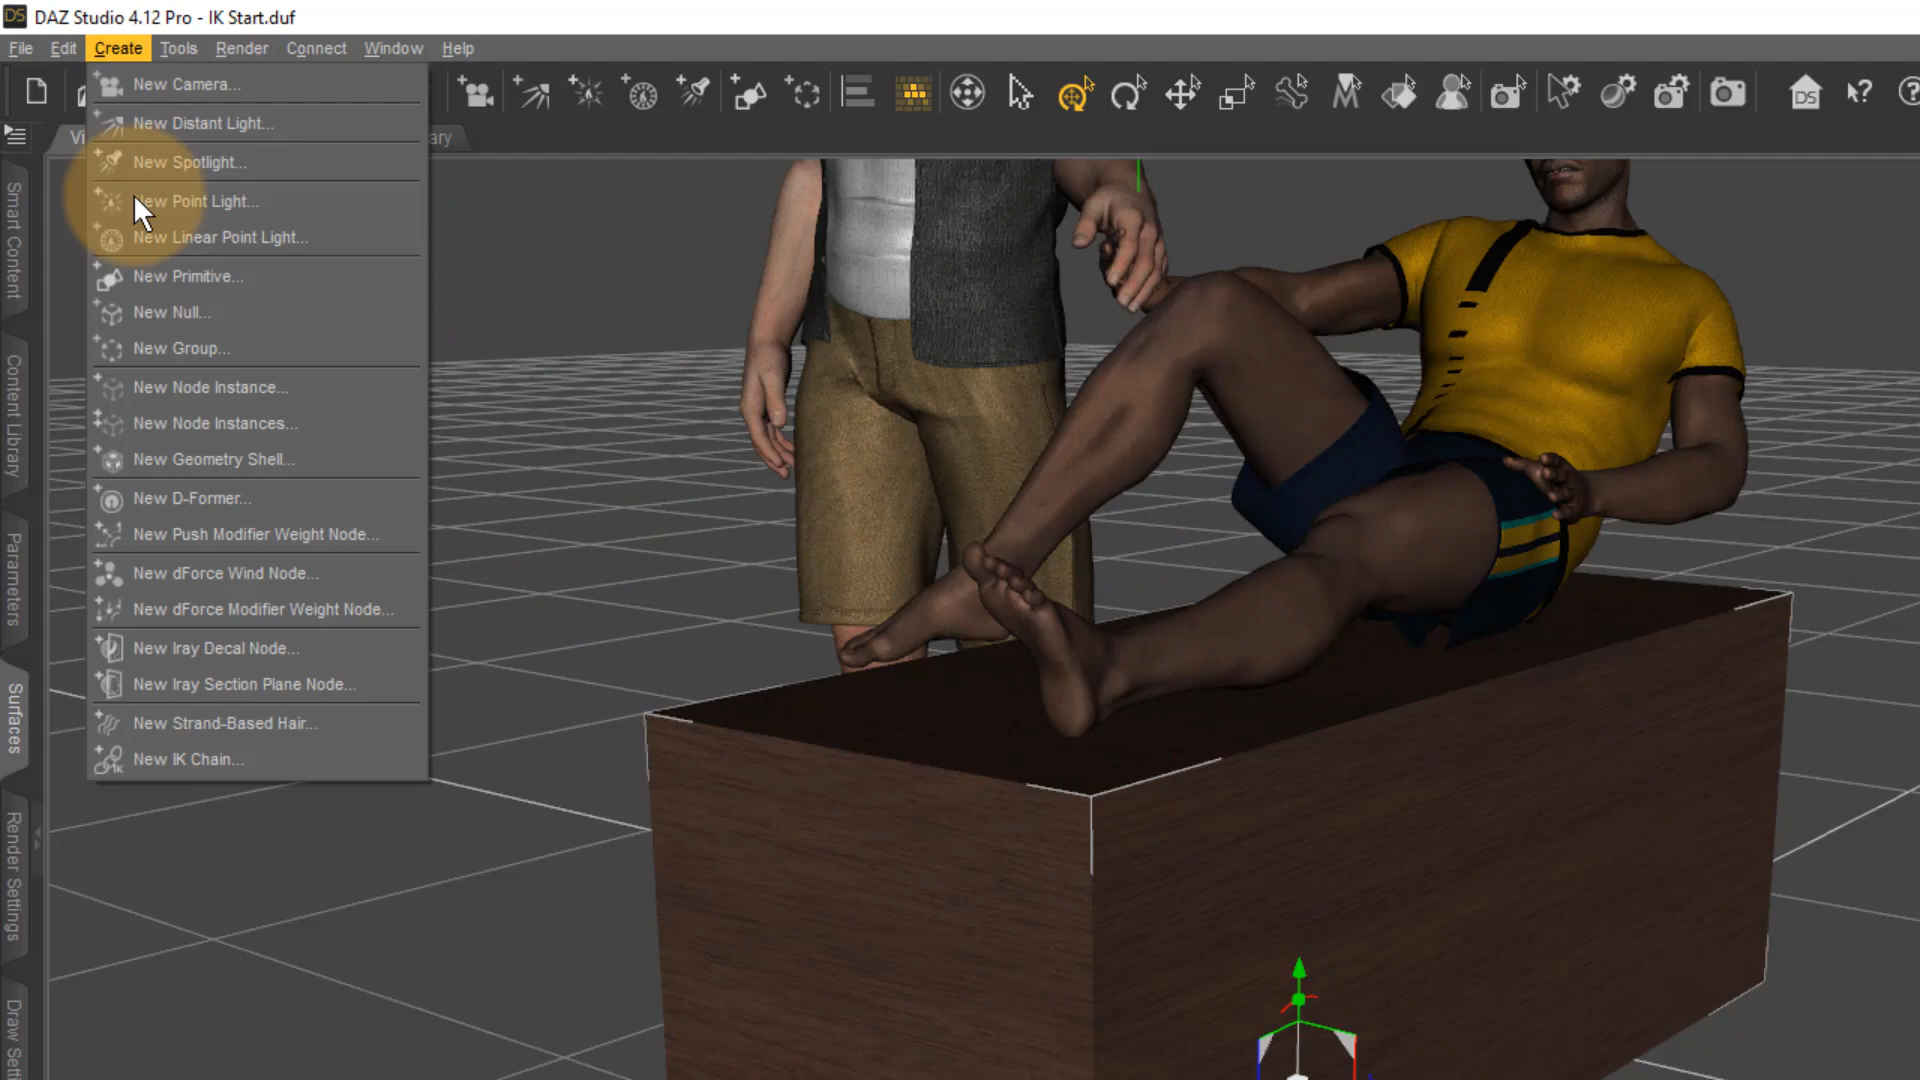 DS DAZ Studio 4.12 Pro - IK Start.duf
File Edit Create Tools Render Connect Window Help
New Camera...
New Distant Light...
New Spotlight...
New Point Light...
New Linear Point Light...
New Primitive...
New Null...
New Group...
New Node Instance...
New Node Instances...
New Geometry Shell...
New D-Former...
New Push Modifier Weight Node...
New dForce Wind Node...
New dForce Modifier Weight Node...
New Iray Decal Node...
New Iray Section Plane Node...
New Strand-Based Hair...
New IK Chain...
DS
Smart Content
Content Library
Parameters
Surfaces
Render Settings